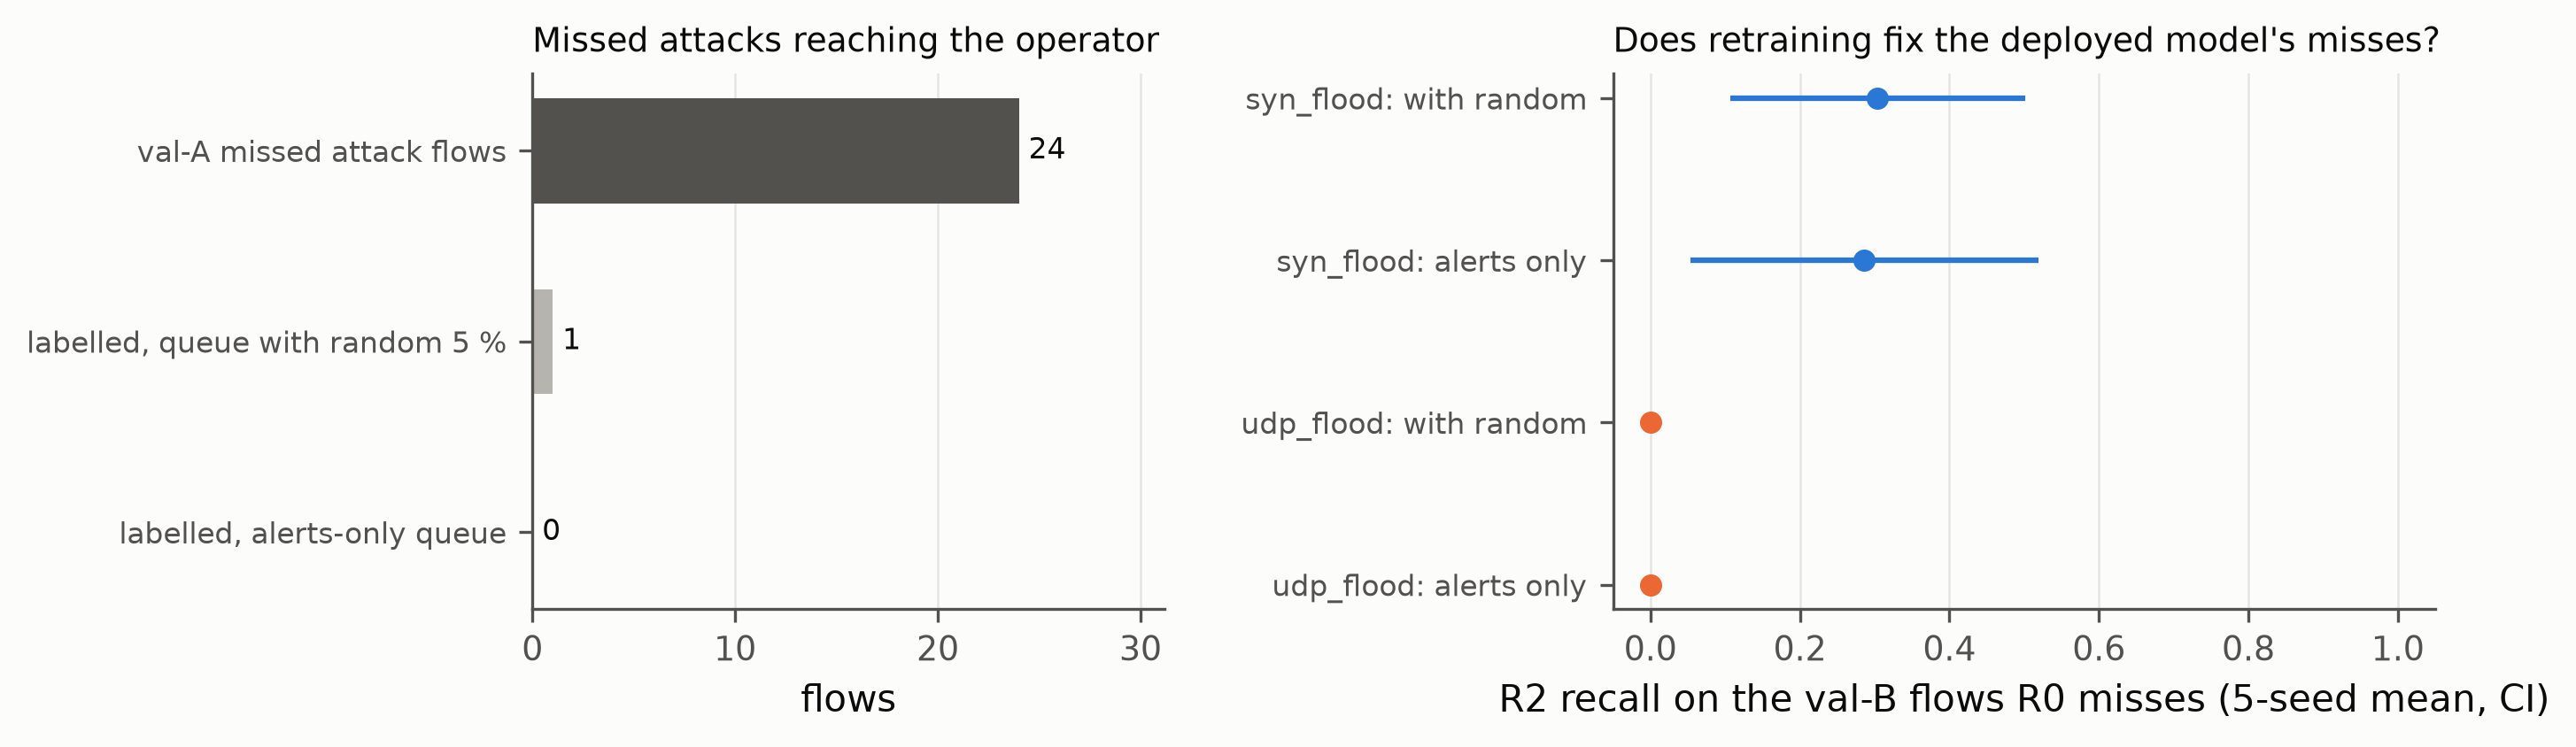 Missed attacks reaching the operator
val-A missed attack flows
24
labelled, queue with random 5 %
1
labelled, alerts-only queue
0
0 10 20 30
flows
Does retraining fix the deployed model's misses?
syn_flood: with random
syn_flood: alerts only
udp_flood: with random
udp_flood: alerts only
0.0 0.2 0.4 0.6 0.8 1.0
R2 recall on the val-B flows R0 misses (5-seed mean, CI)